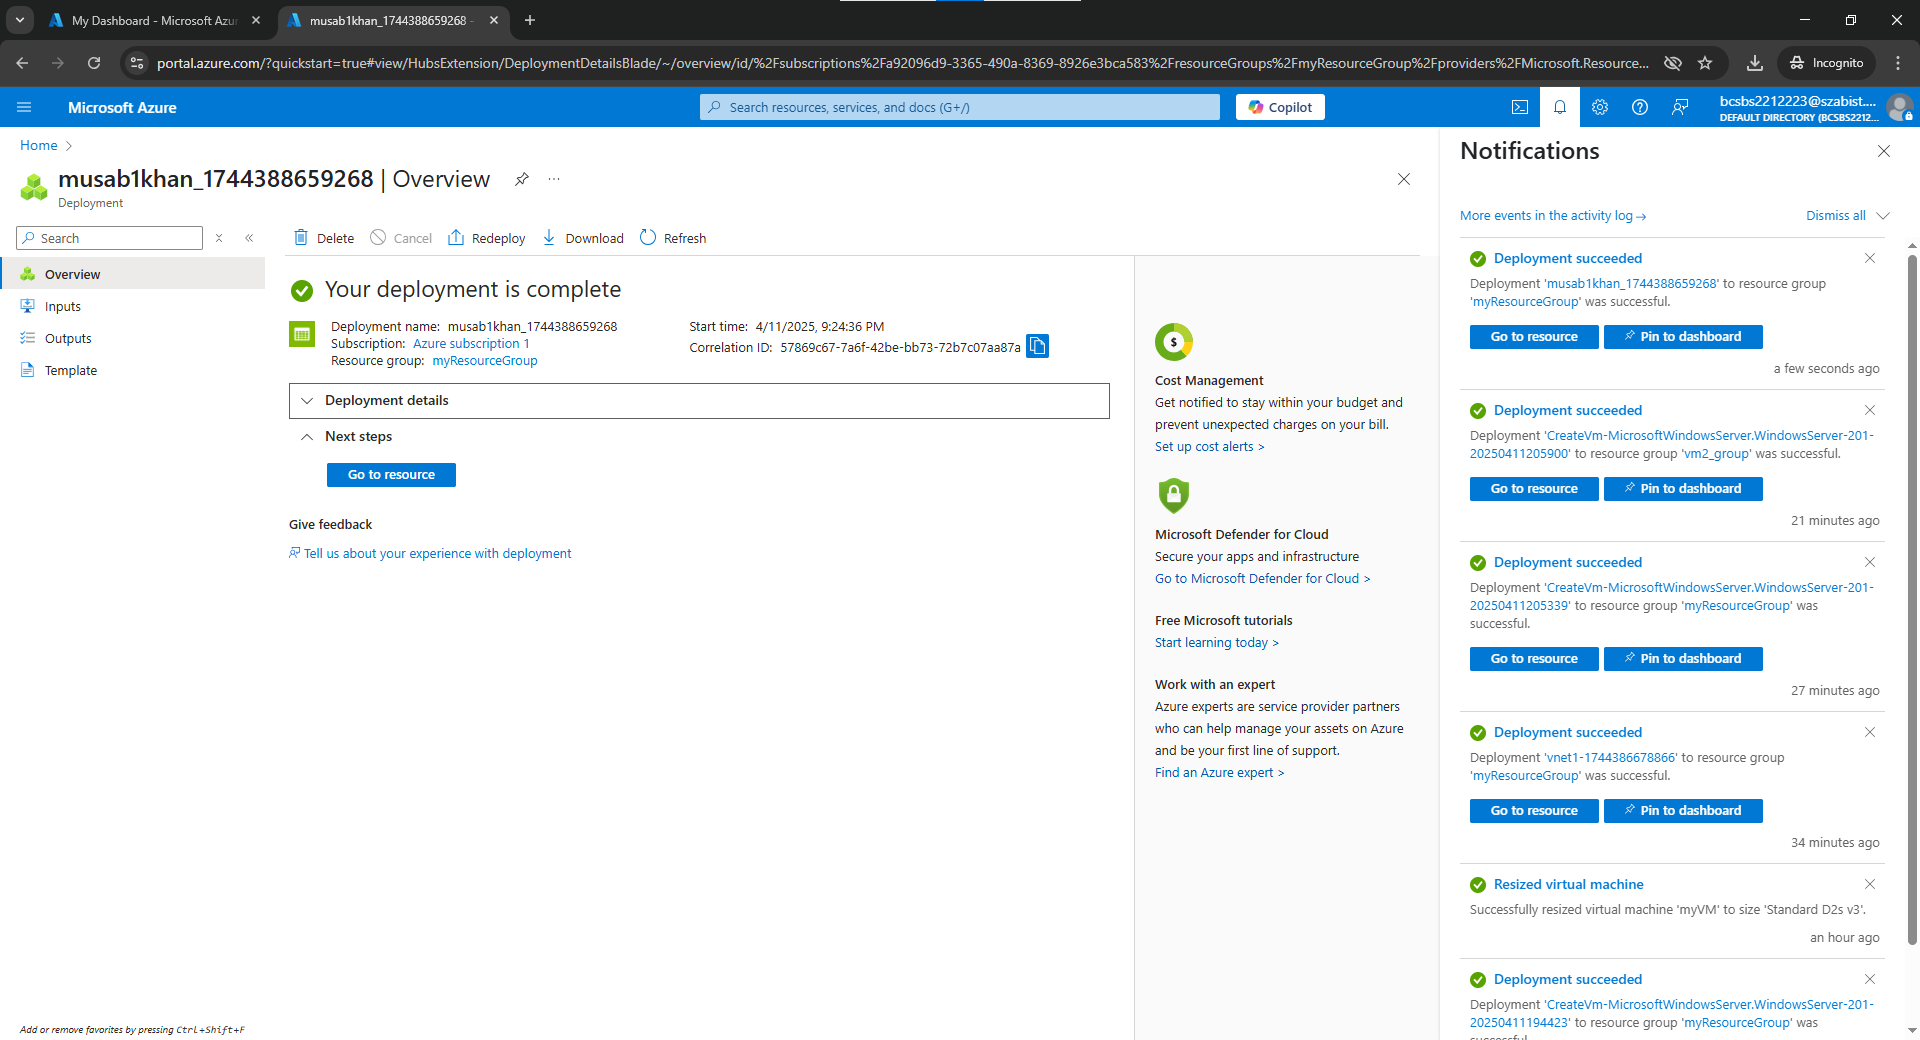 My Dashboard - Microsoft Azur
musab1khan_1744388659268 -
portal.azure.com/?quickstart=true#view/HubsExtension/DeploymentDetailsBlade/~/overview/id/%2Fsubscriptions%2Fa92096d9-3365-490a-8369-8926e3bca583%2FresourceGroups%2FmyResourceGroup%2Fproviders%2FMicrosoft.Resource...
Incognito
Microsoft Azure
Search resources, services, and docs (G+/)
Copilot
bcsbs2212223@szabist....
DEFAULT DIRECTORY (BCSBS2212...
Home
musab1khan_1744388659268 | Overview
...
Deployment
Search
Overview
Inputs
Outputs
Template
Delete
Cancel
Redeploy
Download
Refresh
Your deployment is complete
Deployment name: musab1khan_1744388659268
Subscription: Azure subscription 1
Resource group: myResourceGroup
Start time: 4/11/2025, 9:24:36 PM
Correlation ID: 57869c67-7a6f-42be-bb73-72b7c07aa87a
Deployment details
Next steps
Go to resource
Give feedback
Tell us about your experience with deployment
Cost Management
Get notified to stay within your budget and
prevent unexpected charges on your bill.
Set up cost alerts >
Microsoft Defender for Cloud
Secure your apps and infrastructure
Go to Microsoft Defender for Cloud >
Free Microsoft tutorials
Start learning today >
Work with an expert
Azure experts are service provider partners
who can help manage your assets on Azure
and be your first line of support.
Find an Azure expert >
Notifications
More events in the activity log →
Dismiss all
Deployment succeeded
Deployment 'musab1khan_1744388659268' to resource group
'myResourceGroup' was successful.
Go to resource
Pin to dashboard
a few seconds ago
Deployment succeeded
Deployment 'CreateVm-MicrosoftWindowsServer.WindowsServer-201-
20250411205900' to resource group 'vm2_group' was successful.
Go to resource
Pin to dashboard
21 minutes ago
Deployment succeeded
Deployment 'CreateVm-MicrosoftWindowsServer.WindowsServer-201-
20250411205339' to resource group 'myResourceGroup' was
successful.
Go to resource
Pin to dashboard
27 minutes ago
Deployment succeeded
Deployment 'vnet1-1744386678866' to resource group
'myResourceGroup' was successful.
Go to resource
Pin to dashboard
34 minutes ago
Resized virtual machine
Successfully resized virtual machine 'myVM' to size 'Standard D2s v3'.
an hour ago
Deployment succeeded
Deployment 'CreateVm-MicrosoftWindowsServer.WindowsServer-201-
20250411194423' to resource group 'myResourceGroup' was
successful.
Add or remove favorites by pressing Ctrl+Shift+F